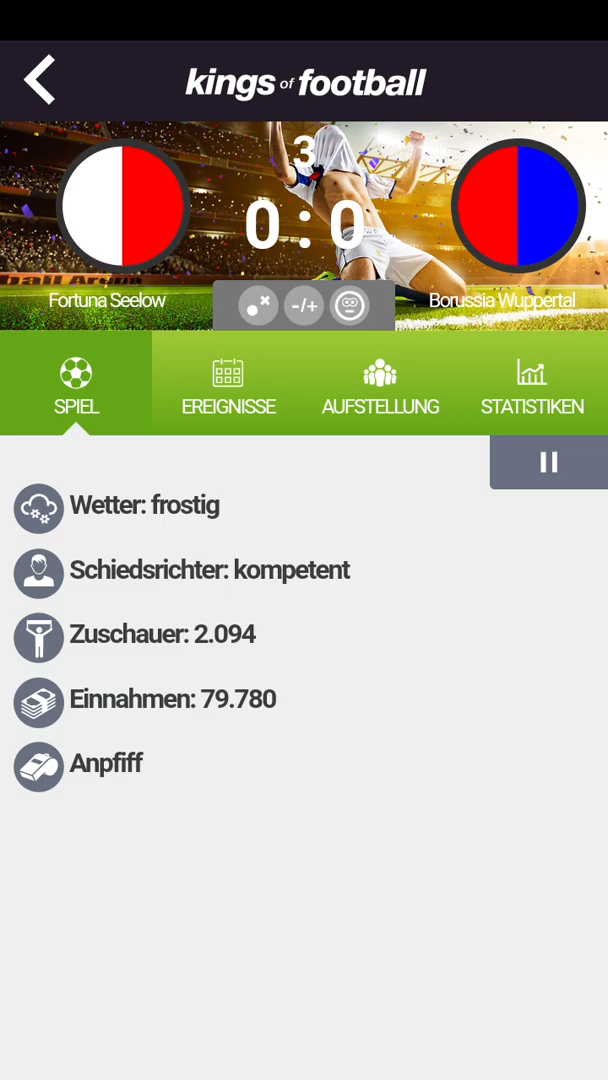 kings of football
3.
0 : 0
Fortuna Seelow
-/+
Borussia Wuppertal
SPIEL
EREIGNISSE
AUFSTELLUNG
STATISTIKEN
Wetter: frostig
Schiedsrichter: kompetent
Zuschauer: 2.094
Einnahmen: 79.780
Anpfiff